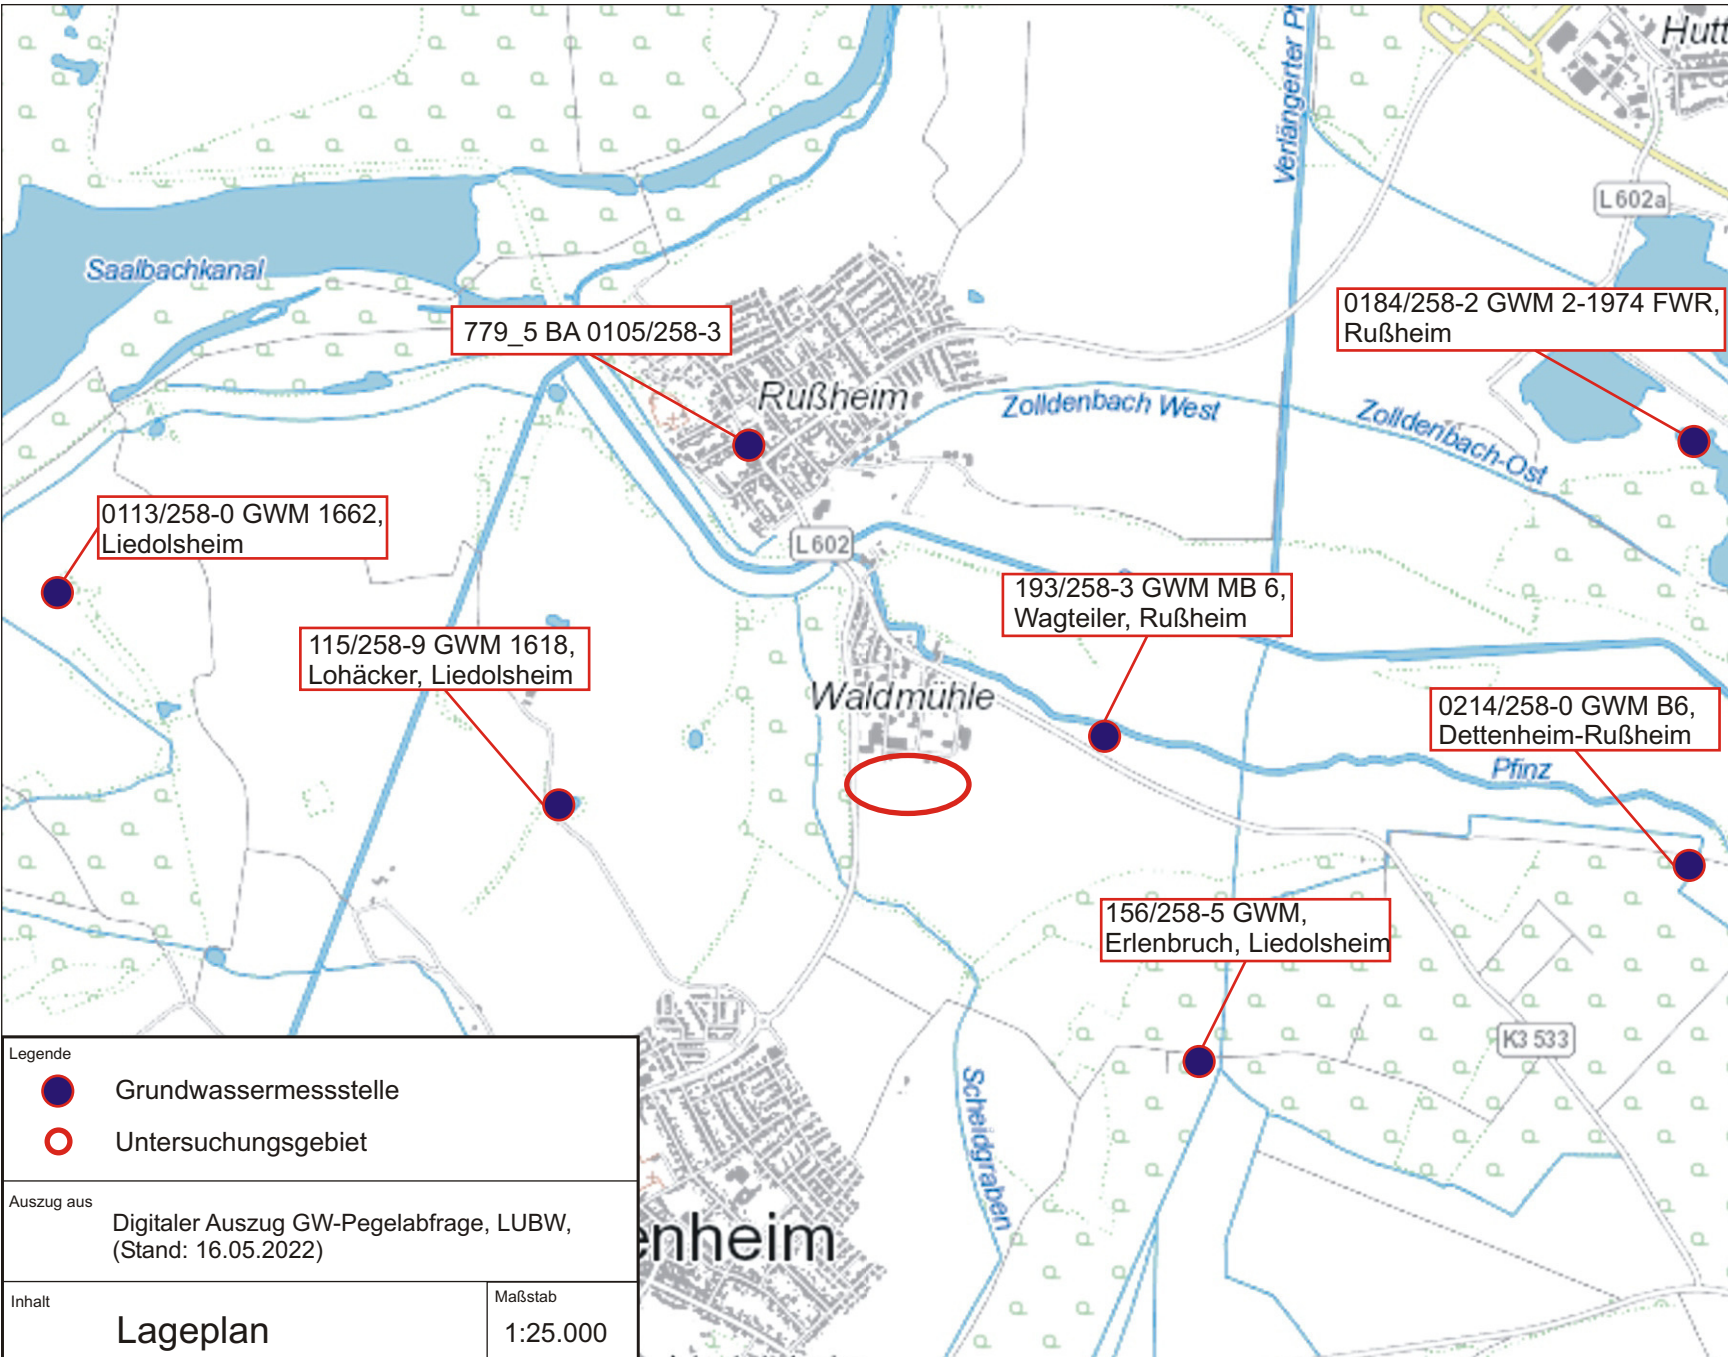 Hutt
Verlängerter Pf
L 602a
Saalbachkanal
0184/258-2 GWM 2-1974 FWR,
Rußheim
779_5 BA 0105/258-3
Rußheim
Zolldenbach West
Zolldenbach-Ost
0113/258-0 GWM 1662,
Liedolsheim
L 602
193/258-3 GWM MB 6,
Wagteiler, Rußheim
115/258-9 GWM 1618,
Lohäcker, Liedolsheim
Waldmühle
0214/258-0 GWM B6,
Dettenheim-Rußheim
Pfinz
156/258-5 GWM,
Erlenbruch, Liedolsheim
K3 533
Scheidgraben
enheim
Legende
Grundwassermessstelle
Untersuchungsgebiet
Auszug aus
Digitaler Auszug GW-Pegelabfrage, LUBW,
(Stand: 16.05.2022)
Inhalt
Lageplan
Maßstab
1:25.000